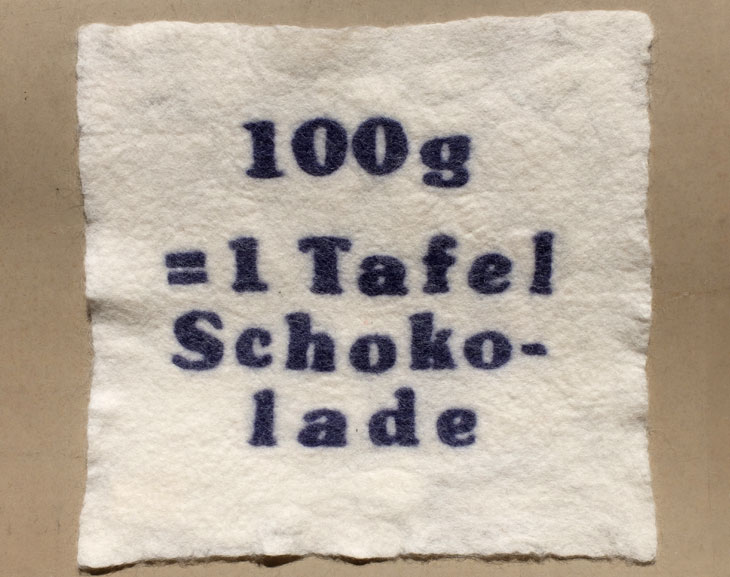 100g
=1 Tafel
Schoko-
lade